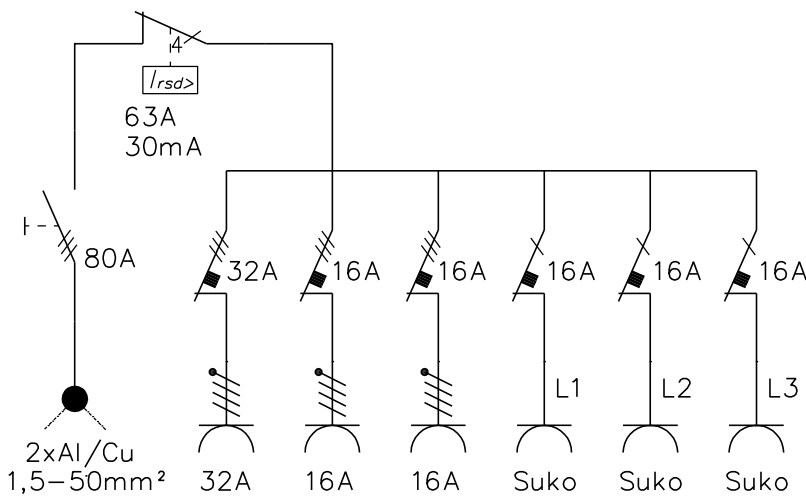 4
Irsd>
63A
30mA
80A
32A
16A
16A
16A
16A
16A
L1
L2
L3
2xAl/Cu
1,5-50mm²
32A
16A
16A
Suko
Suko
Suko